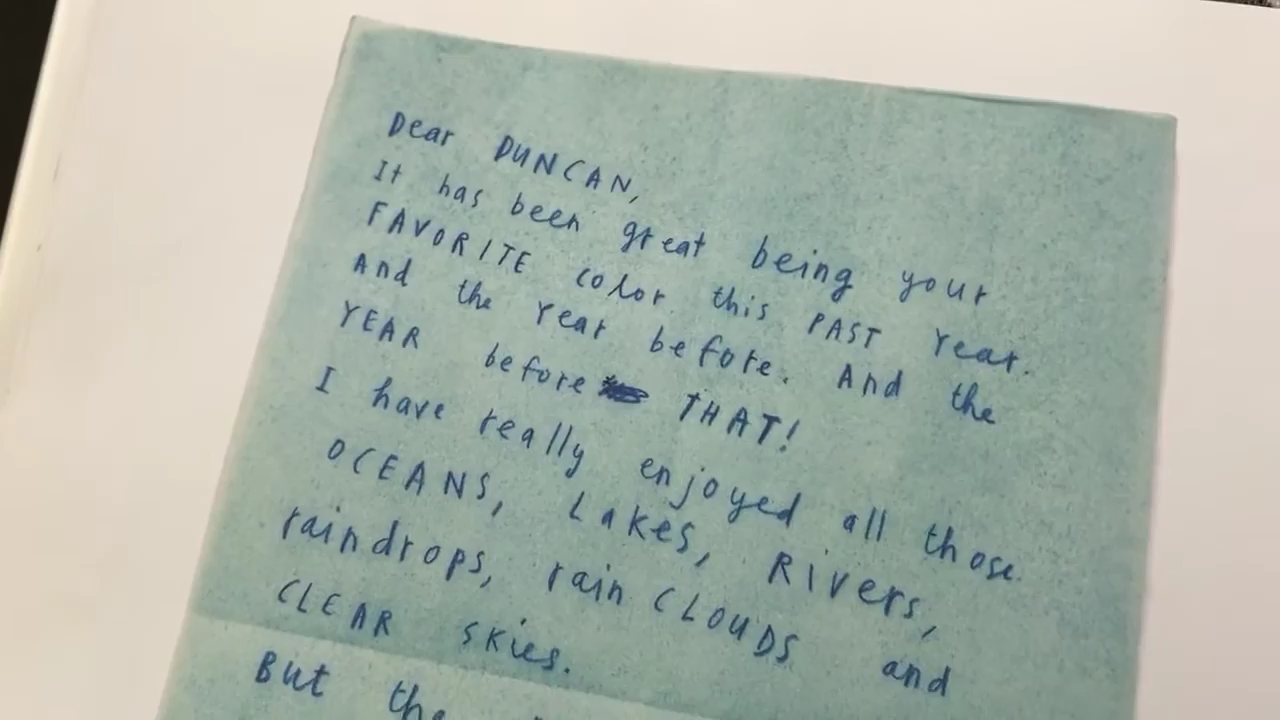 Dear DUNCAN,
It has been great being your
FAVORITE color this PAST Year.
And the Year before. And the
YEAR before THAT!
I have really enjoyed all those
OCEANS, Lakes, RIVers,
raindrops, rain CLOUDS and
CLEAR skies.
But the